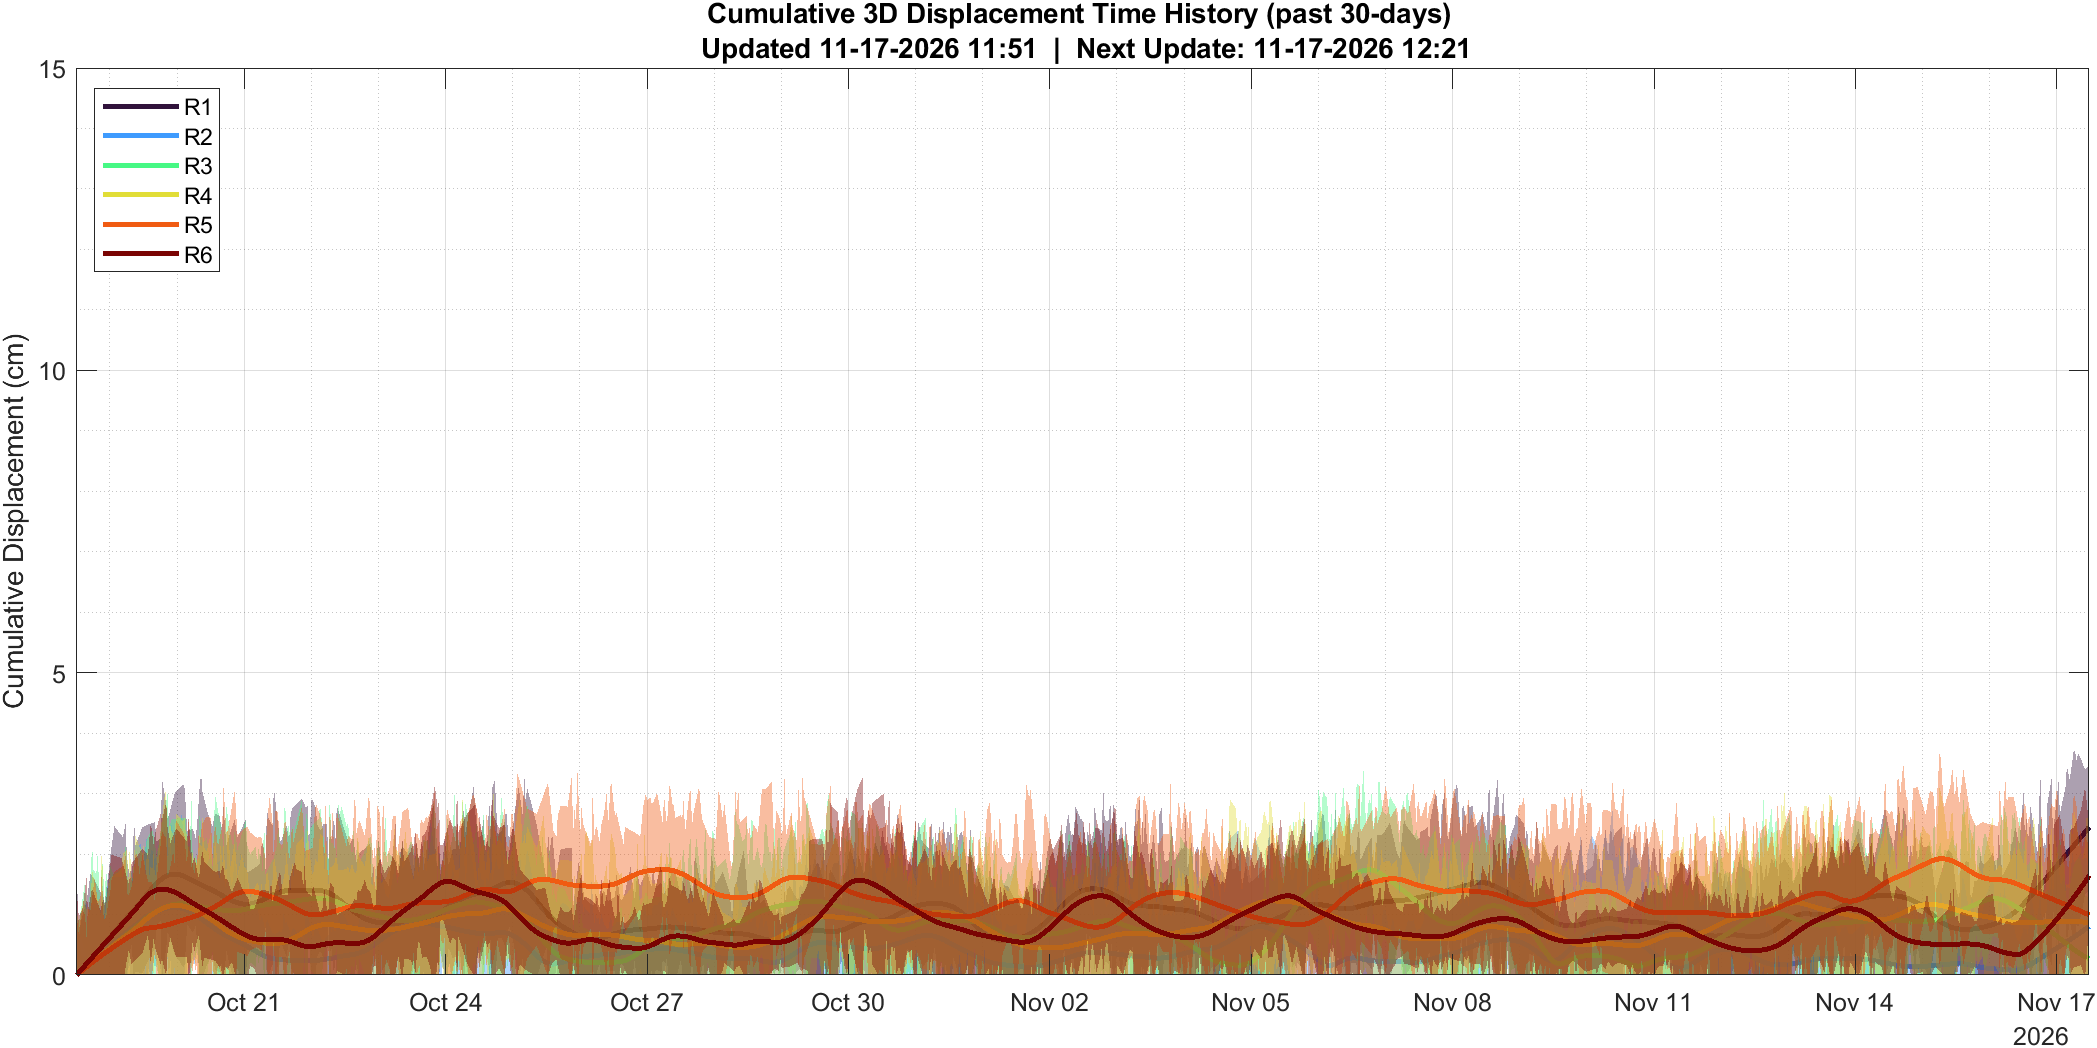 Cumulative 3D Displacement Time History (past 30-days)
Updated 11-17-2026 11:51 | Next Update: 11-17-2026 12:21
15
R1
R2
R3
R4
R5
R6
10
5
0
Cumulative Displacement (cm)
Oct 21 Oct 24 Oct 27 Oct 30 Nov 02 Nov 05 Nov 08 Nov 11 Nov 14 Nov 17
2026